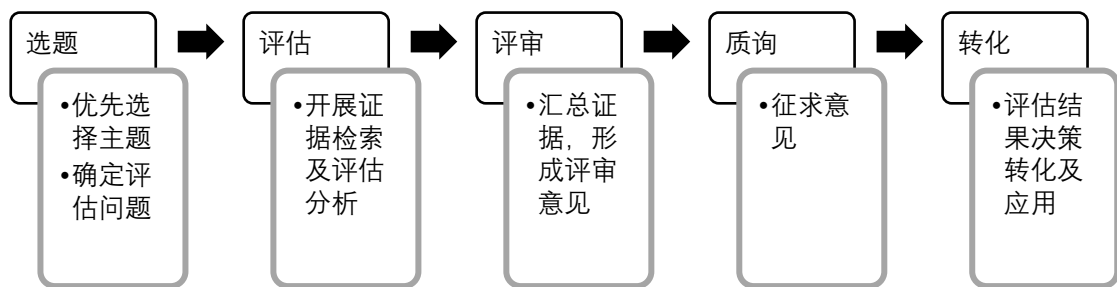 选题
•优先选
择主题
•确定评
估问题
评估
•开展证
据检索
及评估
分析
评审
•汇总证
据，形
成评审
意见
质询
•征求意
见
转化
•评估结
果决策
转化及
应用